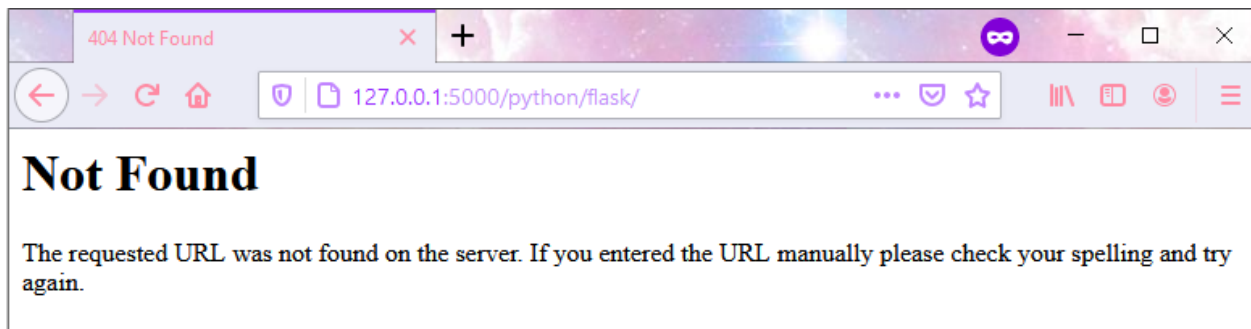 404 Not Found
127.0.0.1:5000/python/flask/
Not Found
The requested URL was not found on the server. If you entered the URL manually please check your spelling and try
again.